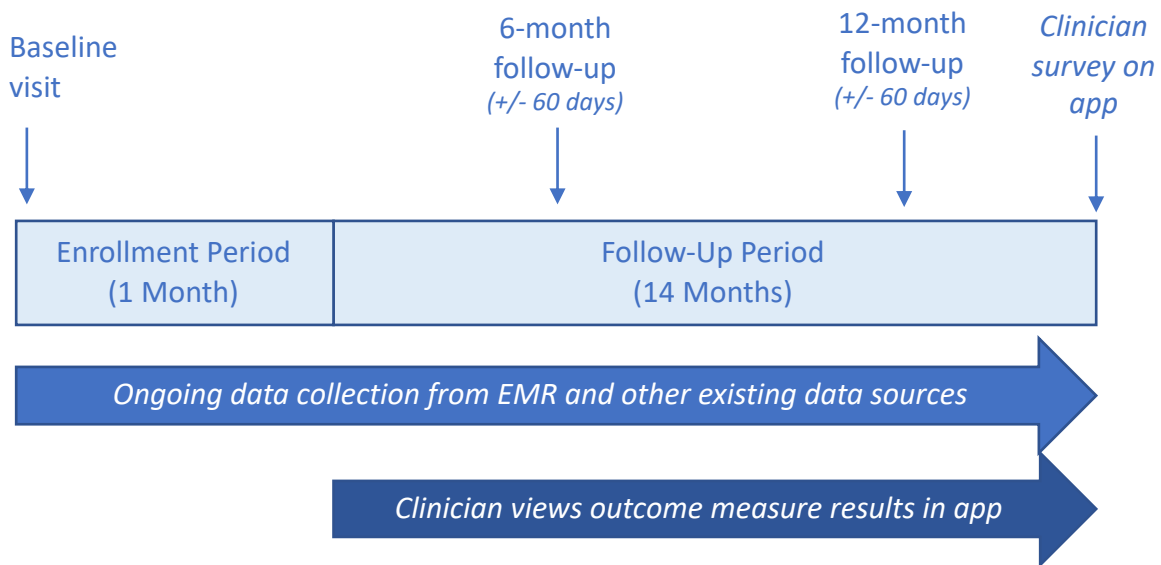 Baseline
visit
6-month
follow-up
(+/- 60 days)
12-month
follow-up
(+/- 60 days)
Clinician
survey on
app
Enrollment Period
(1 Month)
Follow-Up Period
(14 Months)
Ongoing data collection from EMR and other existing data sources
Clinician views outcome measure results in app